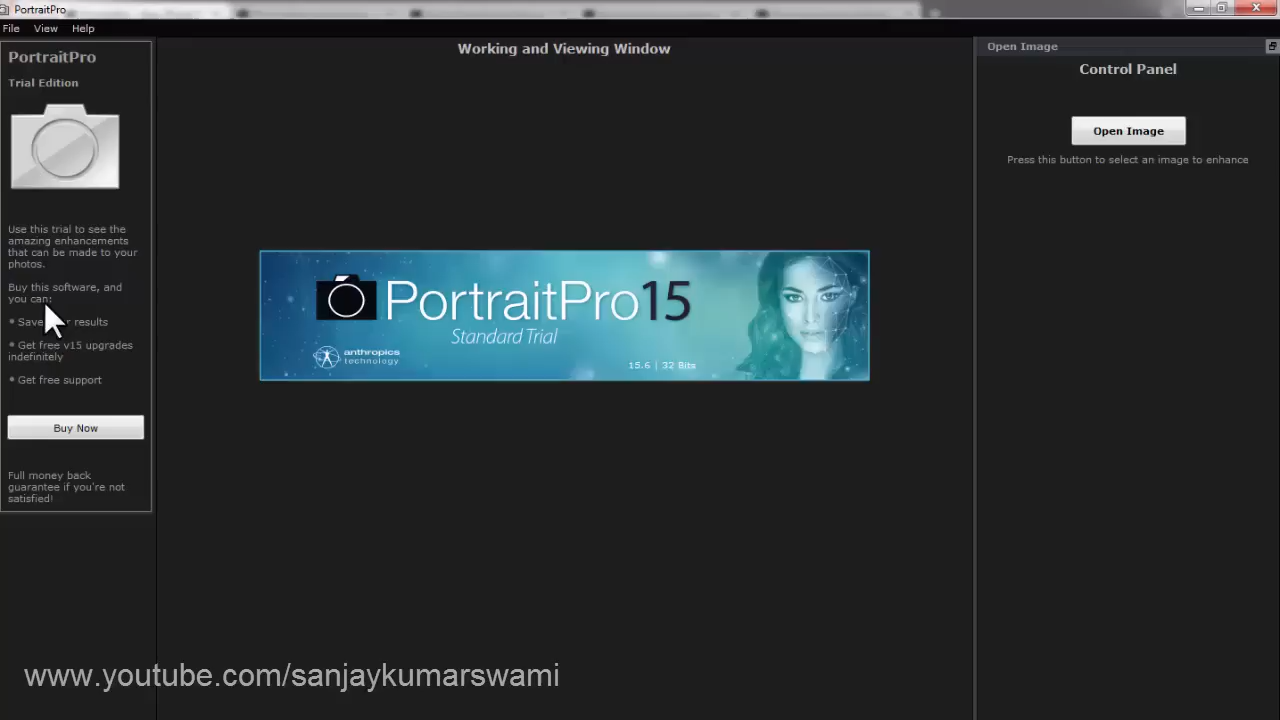 PortraitPro
File View Help
PortraitPro
Trial Edition
Use this trial to see the
amazing enhancements
that can be made to your
photos.
Buy this software, and
you can:
results
Get free v15 upgrades
indefinitely
Get free support
Buy Now
Full money back
guarantee if you're not
satisfied!
Working and Viewing Window
PortraitPro15
Standard Trial
anthropics
technology
15.6 | 32 Bits
Open Image
Control Panel
Open Image
Press this button to select an image to enhance
www.youtube.com/sanjaykumarswami